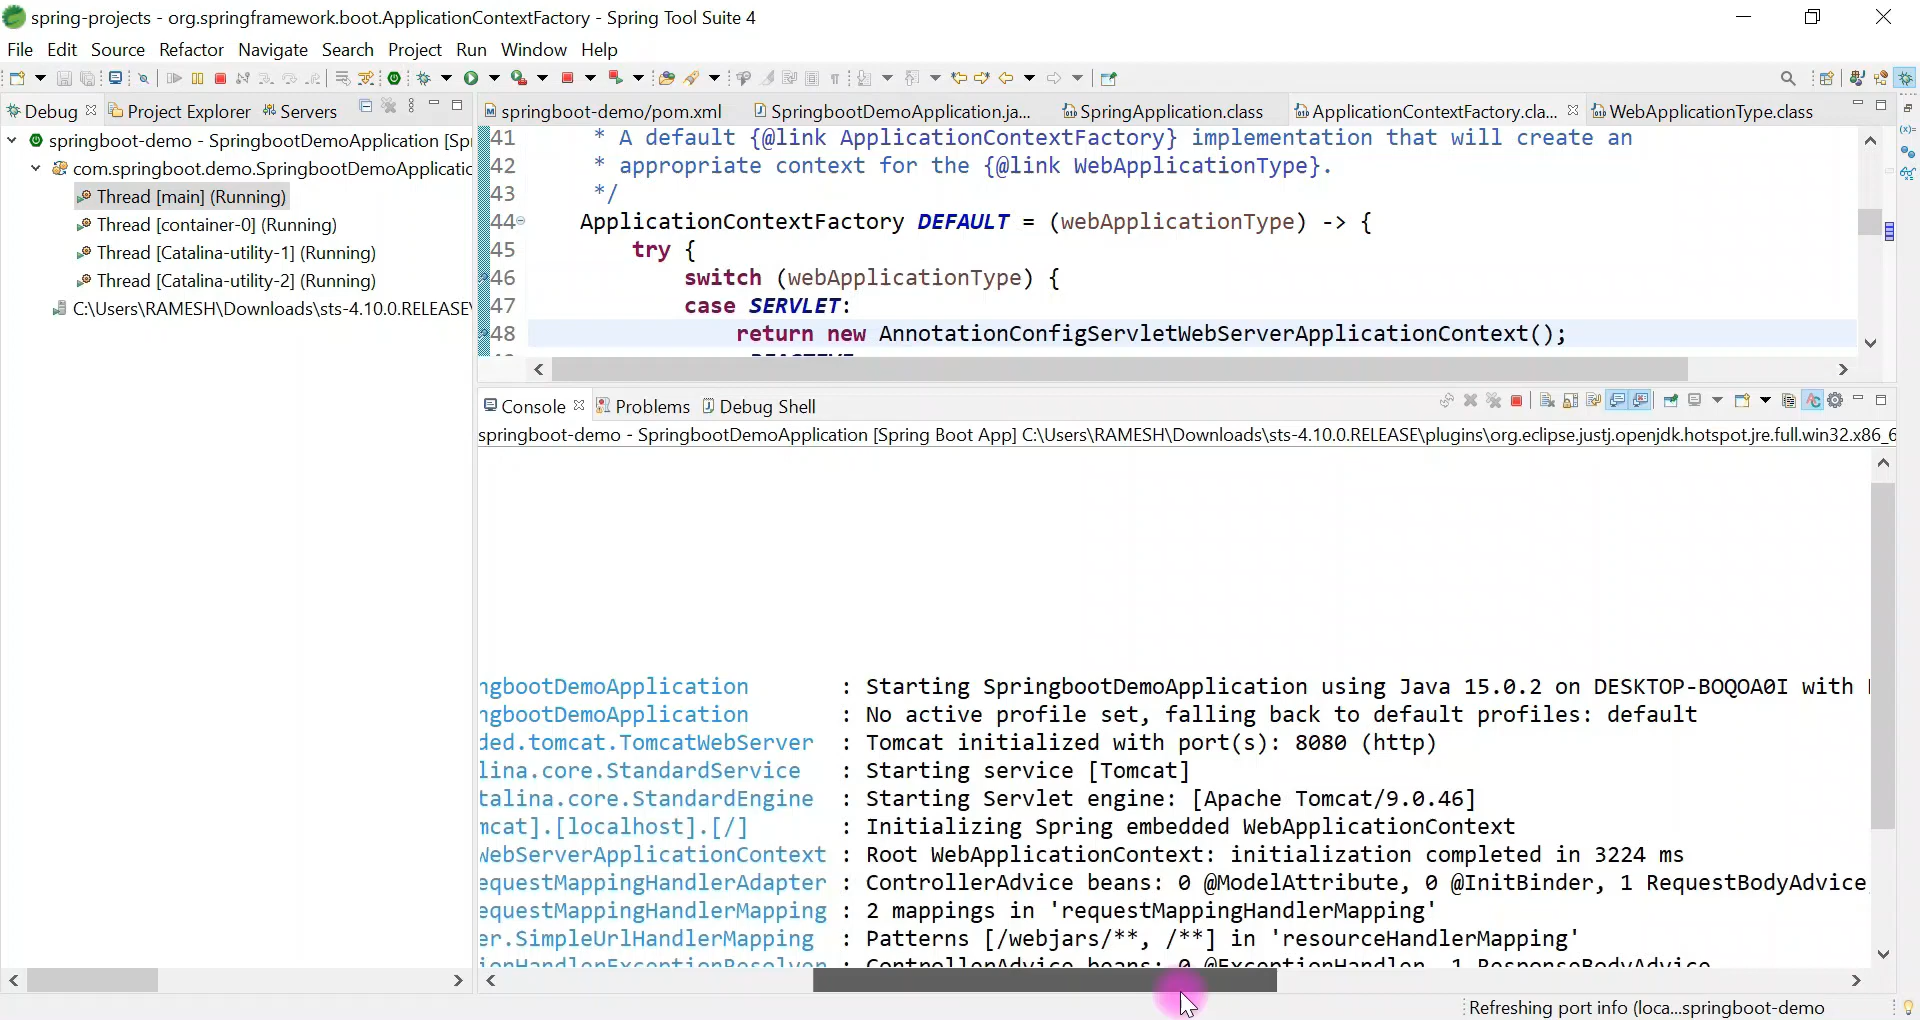 spring-projects - org.springframework.boot.ApplicationContextFactory - Spring Tool Suite 4
File Edit Source Refactor Navigate Search Project Run Window Help
Debug Project Explorer Servers
springboot-demo - SpringbootDemoApplication [Sp
com.springboot.demo.SpringbootDemoApplicatic
Thread [main] (Running)
Thread [container-0] (Running)
Thread [Catalina-utility-1] (Running)
Thread [Catalina-utility-2] (Running)
C:\Users\RAMESH\Downloads\sts-4.10.0.RELEASE\
springboot-demo/pom.xml SpringbootDemoApplication.ja... SpringApplication.class ApplicationContextFactory.cla... WebApplicationType.class
41 * A default {@link ApplicationContextFactory} implementation that will create an
42 * appropriate context for the {@link WebApplicationType}.
43 */
44 ApplicationContextFactory DEFAULT = (webApplicationType) -> {
45 try {
46 switch (webApplicationType) {
47 case SERVLET:
48 return new AnnotationConfigServletWebServerApplicationContext();
Console Problems Debug Shell
springboot-demo - SpringbootDemoApplication [Spring Boot App] C:\Users\RAMESH\Downloads\sts-4.10.0.RELEASE\plugins\org.eclipse.justj.openjdk.hotspot.jre.full.win32.x86_6
ngbootDemoApplication : Starting SpringbootDemoApplication using Java 15.0.2 on DESKTOP-BOQOA0I with
ngbootDemoApplication : No active profile set, falling back to default profiles: default
ded.tomcat.TomcatWebServer : Tomcat initialized with port(s): 8080 (http)
lina.core.StandardService : Starting service [Tomcat]
talina.core.StandardEngine : Starting Servlet engine: [Apache Tomcat/9.0.46]
mcat].[localhost].[/] : Initializing Spring embedded WebApplicationContext
WebServerApplicationContext : Root WebApplicationContext: initialization completed in 3224 ms
equestMappingHandlerAdapter : ControllerAdvice beans: 0 @ModelAttribute, 0 @InitBinder, 1 RequestBodyAdvice,
equestMappingHandlerMapping : 2 mappings in 'requestMappingHandlerMapping'
er.SimpleUrlHandlerMapping : Patterns [/webjars/**, /**] in 'resourceHandlerMapping'
ionHandlerExceptionResolver : ControllerAdvice beans: 0 @ExceptionHandler, 1 ResponseBodyAdvice
Refreshing port info (loca...springboot-demo